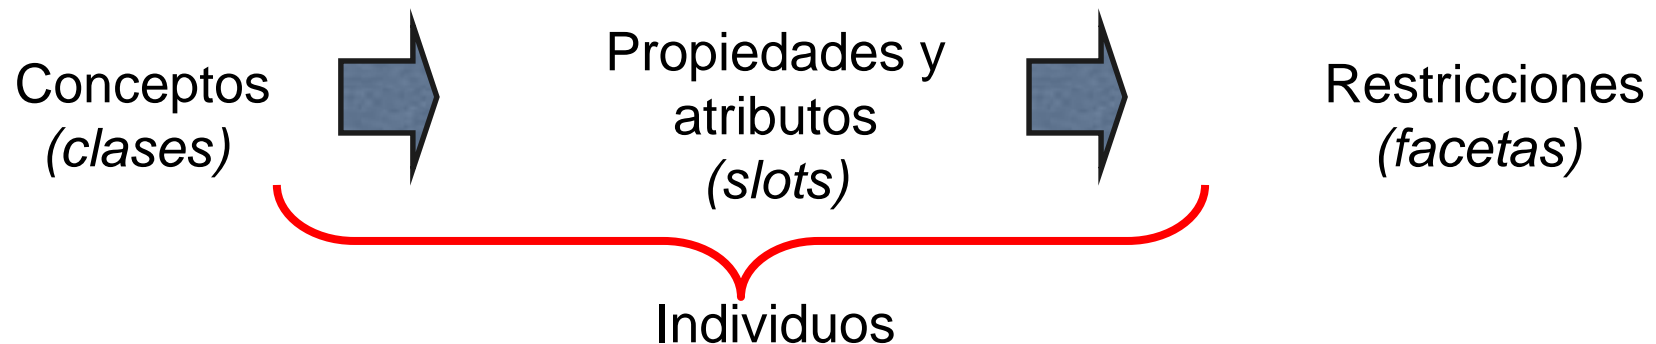 Conceptos
(clases)
Propiedades y
atributos
(slots)
Restricciones
(facetas)
Individuos